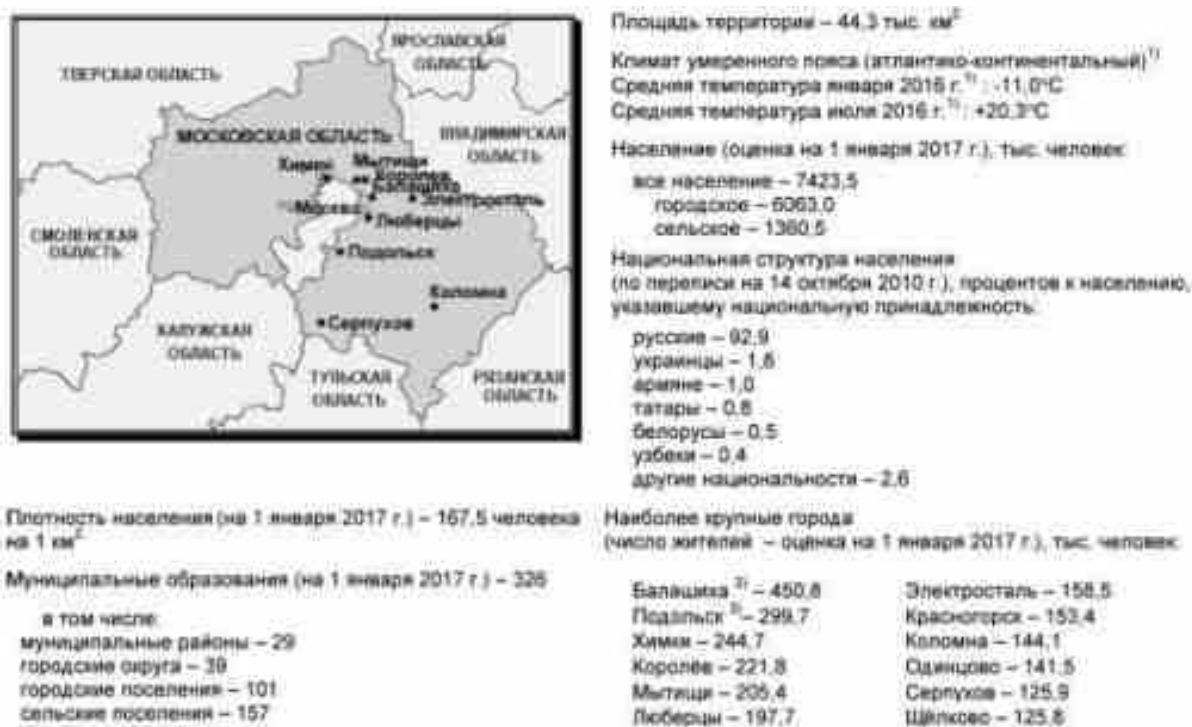 ТВЕРСКАЯ ОБЛАСТЬ
ЯРОСЛАВСКАЯ
ОБЛАСТЬ
МОСКОВСКАЯ ОБЛАСТЬ
ВЛАДИМИРСКАЯ
ОБЛАСТЬ
Химки
Мытищи
Королев
Балашиха
Электросталь
Москва
Люберцы
СМОЛЕНСКАЯ
ОБЛАСТЬ
Подольск
Каломна
Серпухов
КАЛУЖСКАЯ
ОБЛАСТЬ
ТУЛЬСКАЯ
ОБЛАСТЬ
РЯЗАНСКАЯ
ОБЛАСТЬ
Площадь территории – 44,3 тыс. км²
Климат умеренного пояса (атлантико-континентальный)¹⁾
Средняя температура января 2016 г.¹⁾ : -11,0°C
Средняя температура июля 2016 г.¹⁾ : +20,3°C
Население (оценка на 1 января 2017 г.), тыс. человек:
все население – 7423,5
городское – 6063,0
сельское – 1360,5
Национальная структура населения
(по переписи на 14 октября 2010 г.), процентов к населению,
указавшему национальную принадлежность:
русские – 92,9
украинцы – 1,8
армяне – 1,0
татары – 0,8
белорусы – 0,5
узбеки – 0,4
другие национальности – 2,6
Плотность населения (на 1 января 2017 г.) – 167,5 человека
на 1 км²
Муниципальные образования (на 1 января 2017 г.) – 326
в том числе:
муниципальные районы – 29
городские округа – 39
городские поселения – 101
сельские поселения – 157
Наиболее крупные города
(число жителей – оценка на 1 января 2017 г.), тыс. человек:
Балашиха ²⁾ – 450,8
Подольск ³⁾ – 299,7
Химки – 244,7
Королёв – 221,8
Мытищи – 205,4
Люберцы – 197,7
Электросталь – 158,5
Красногорск – 153,4
Коломна – 144,1
Одинцово – 141,5
Серпухов – 125,9
Щёлково – 125,8